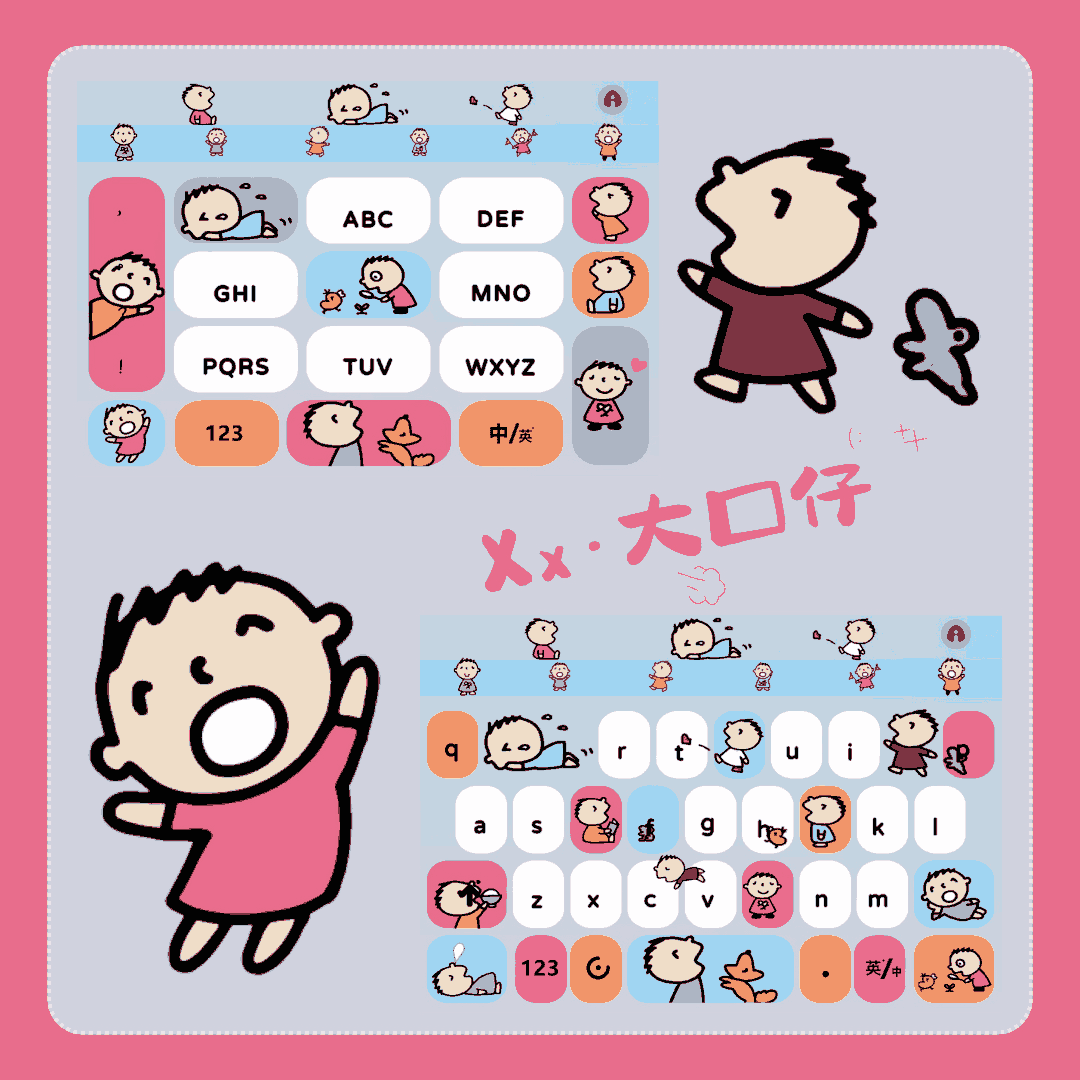 ,
ABC
DEF
GHI
MNO
!
PQRS
TUV
WXYZ
123
中/英
(:
Xx·大口仔
q
r
t
u
i
p
a
s
f
g
h
k
l
z
x
c
v
n
m
123
.
英/中